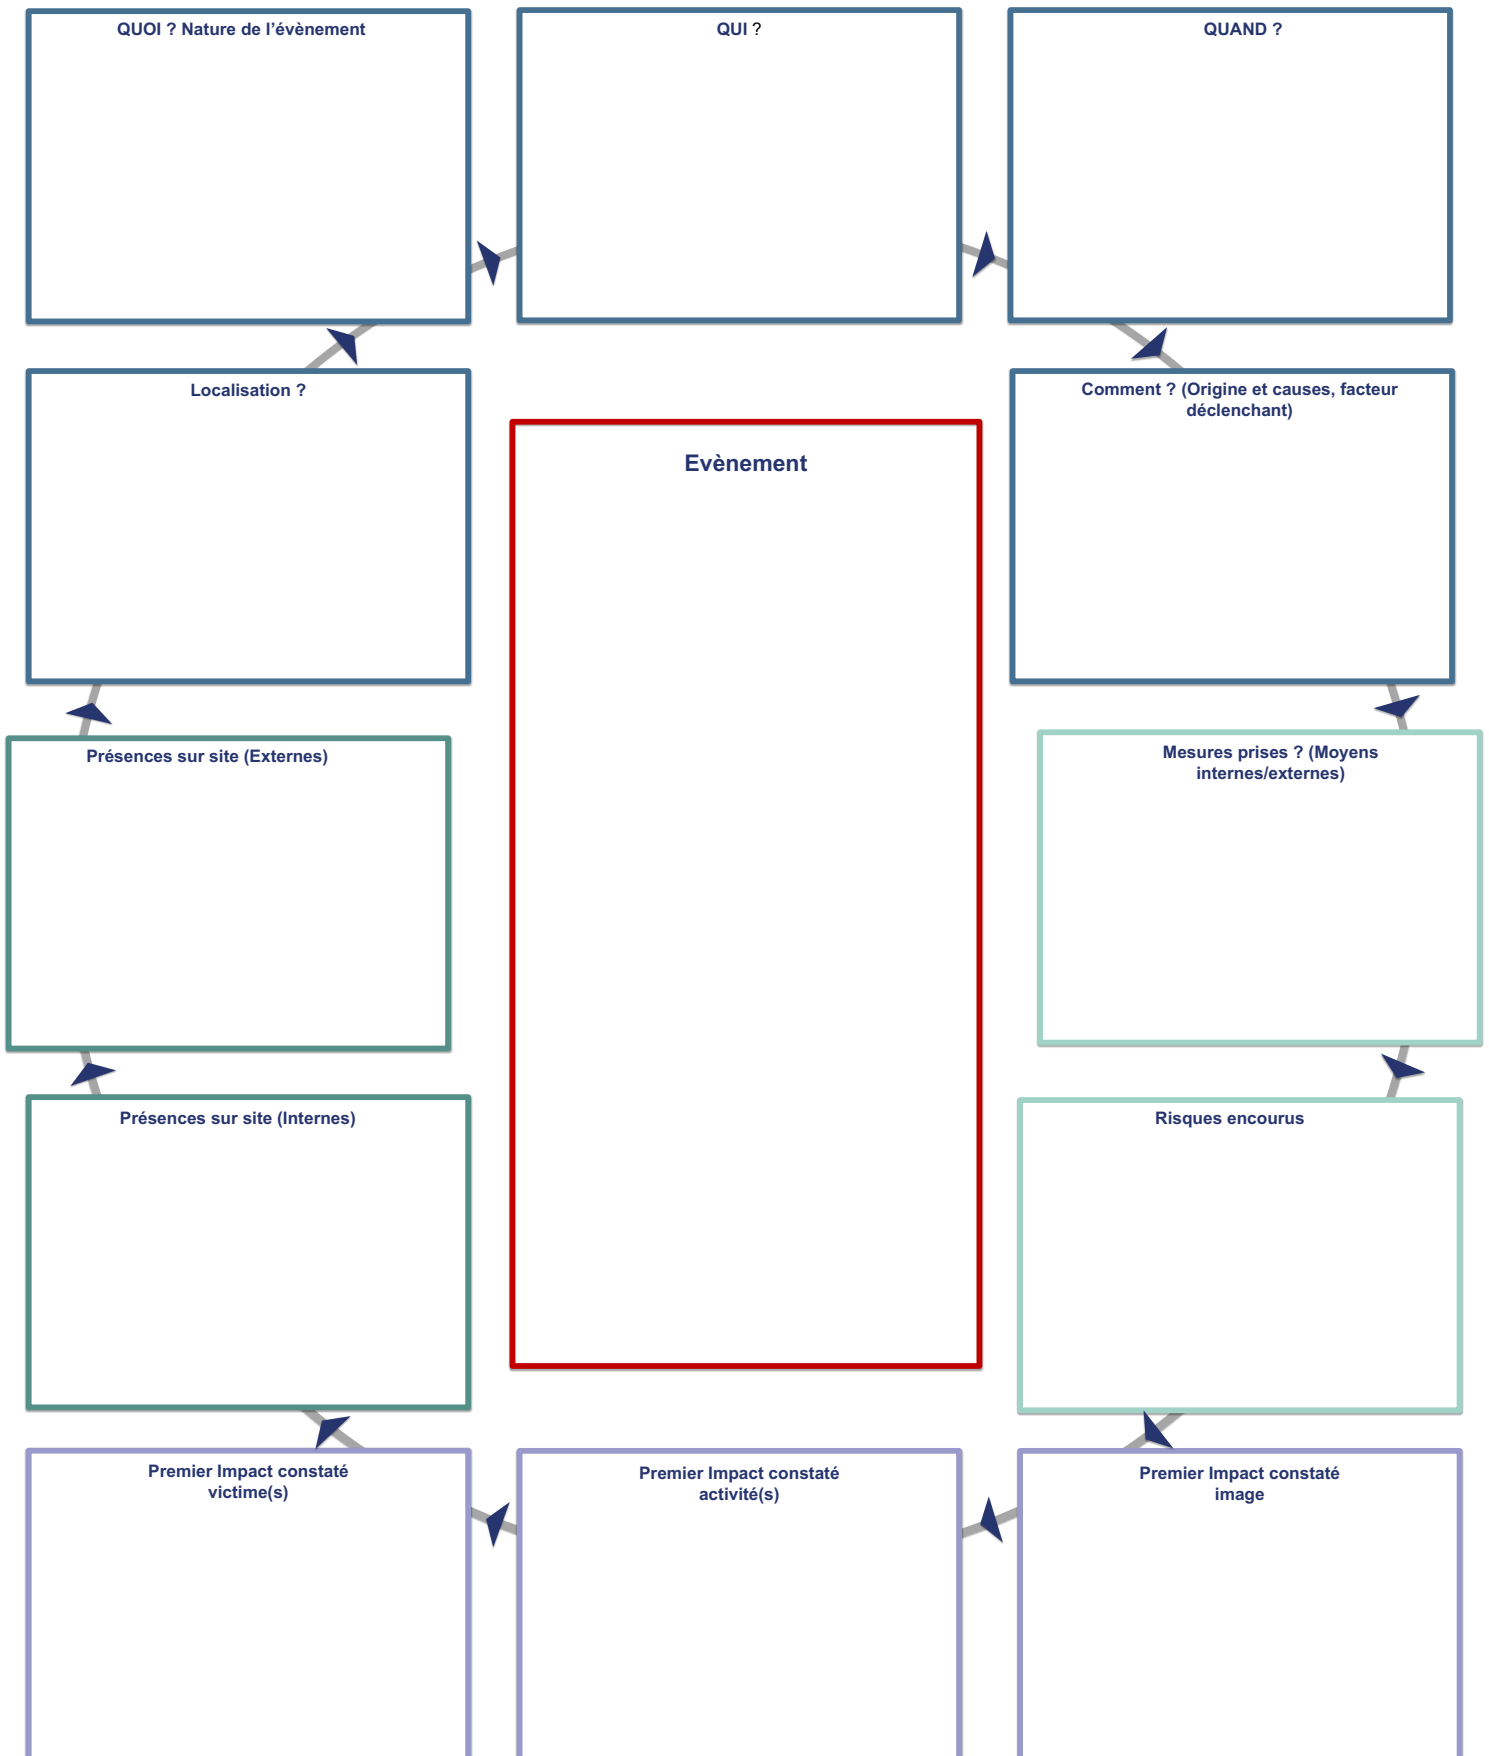 QUOI ? Nature de l’évènement
QUI ?
QUAND ?
Localisation ?
Comment ? (Origine et causes, facteur
déclenchant)
Evènement
Présences sur site (Externes)
Mesures prises ? (Moyens
internes/externes)
Présences sur site (Internes)
Risques encourus
Premier Impact constaté
victime(s)
Premier Impact constaté
activité(s)
Premier Impact constaté
image